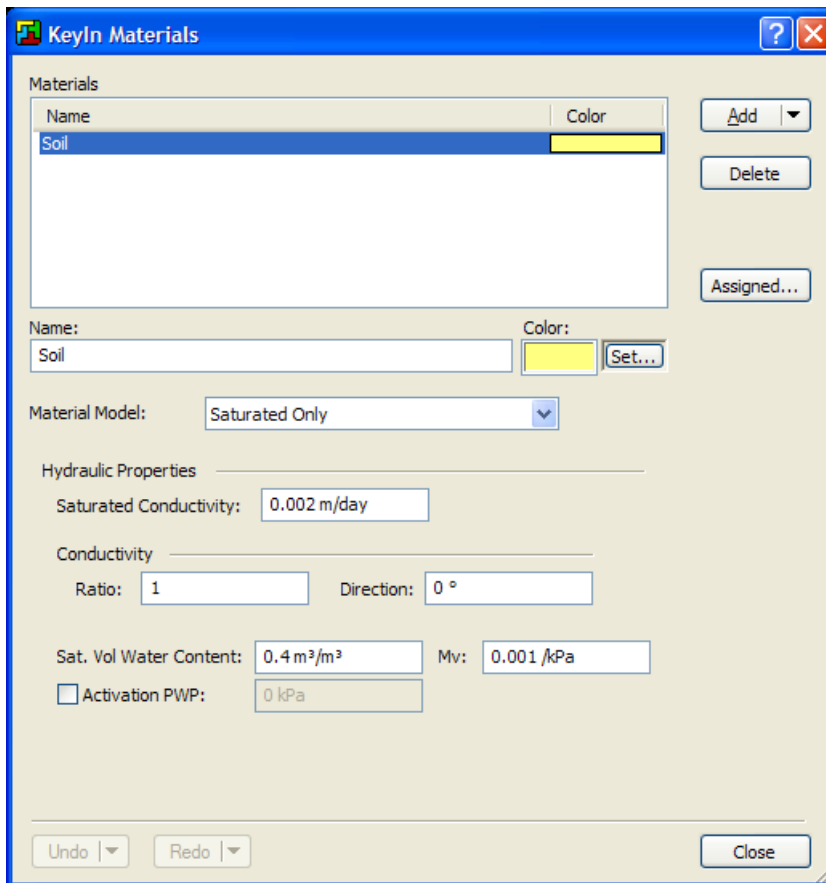 KeyIn Materials
Materials
Name Color
Add
Soil
Delete
Assigned...
Name: Color:
Soil Set...
Material Model: Saturated Only
Hydraulic Properties
Saturated Conductivity: 0.002 m/day
Conductivity
Ratio: 1 Direction: 0 °
Sat. Vol Water Content: 0.4 m³/m³ Mv: 0.001 /kPa
Activation PWP: 0 kPa
Undo Redo Close